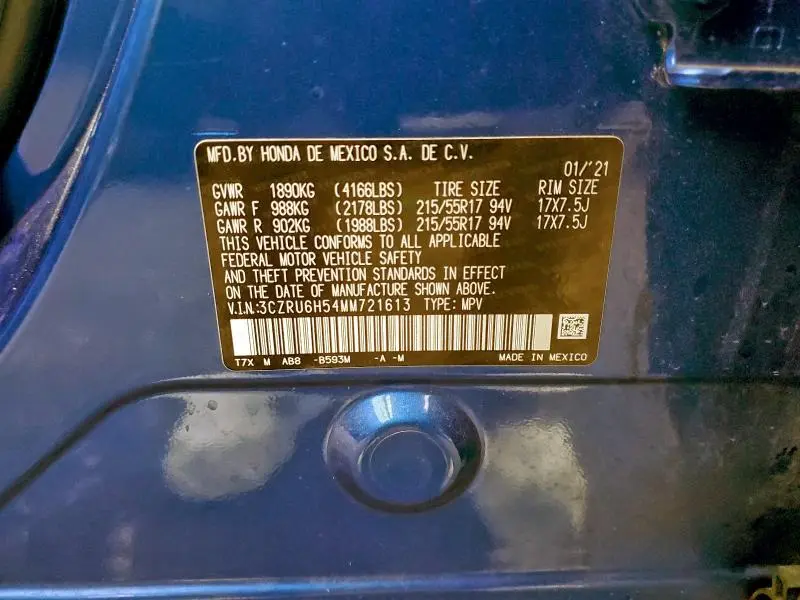 MFD.BY HONDA DE MEXICO S.A. DE C.V.
01/'21
GVWR 1890KG (4166LBS) TIRE SIZE RIM SIZE
GAWR F 988KG (2178LBS) 215/55R17 94V 17X7.5J
GAWR R 902KG (1988LBS) 215/55R17 94V 17X7.5J
THIS VEHICLE CONFORMS TO ALL APPLICABLE
FEDERAL MOTOR VEHICLE SAFETY
AND THEFT PREVENTION STANDARDS IN EFFECT
ON THE DATE OF MANUFACTURE SHOWN ABOVE.
V.I.N:3CZRU6H54MM721613 TYPE: MPV
T7X M AB8 -B593M -A -M MADE IN MEXICO